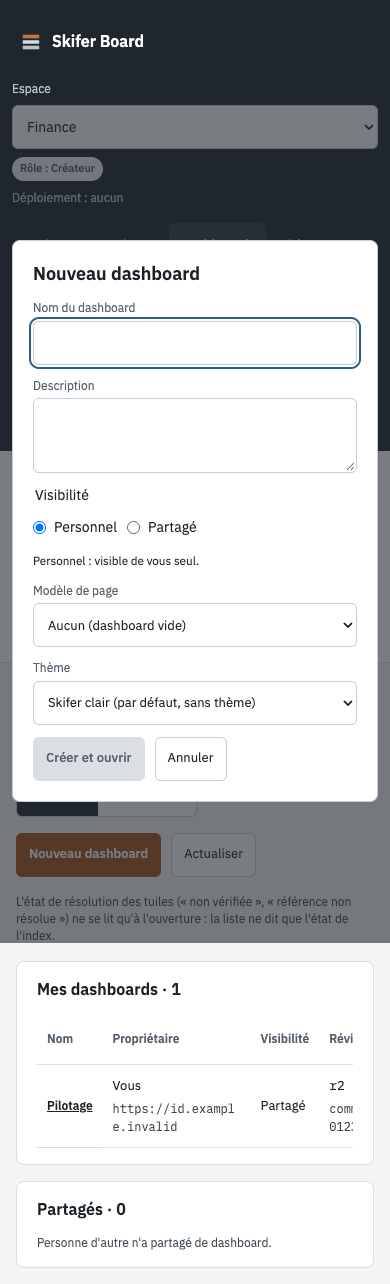 Skifer Board
Espace
Finance
Rôle : Créateur
Déploiement : aucun
Nouveau dashboard
Nom du dashboard
Description
Visibilité
Personnel
Partagé
Personnel : visible de vous seul.
Modèle de page
Aucun (dashboard vide)
Thème
Skifer clair (par défaut, sans thème)
Créer et ouvrir
Annuler
Nouveau dashboard
Actualiser
L'état de résolution des tuiles (« non vérifiée », « référence non
résolue ») ne se lit qu'à l'ouverture : la liste ne dit que l'état de
l'index.
Mes dashboards · 1
Nom
Propriétaire
Visibilité
Révi
Pilotage
Vous
https://id.exampl
e.invalid
Partagé
r2
com
012
Partagés · 0
Personne d'autre n'a partagé de dashboard.